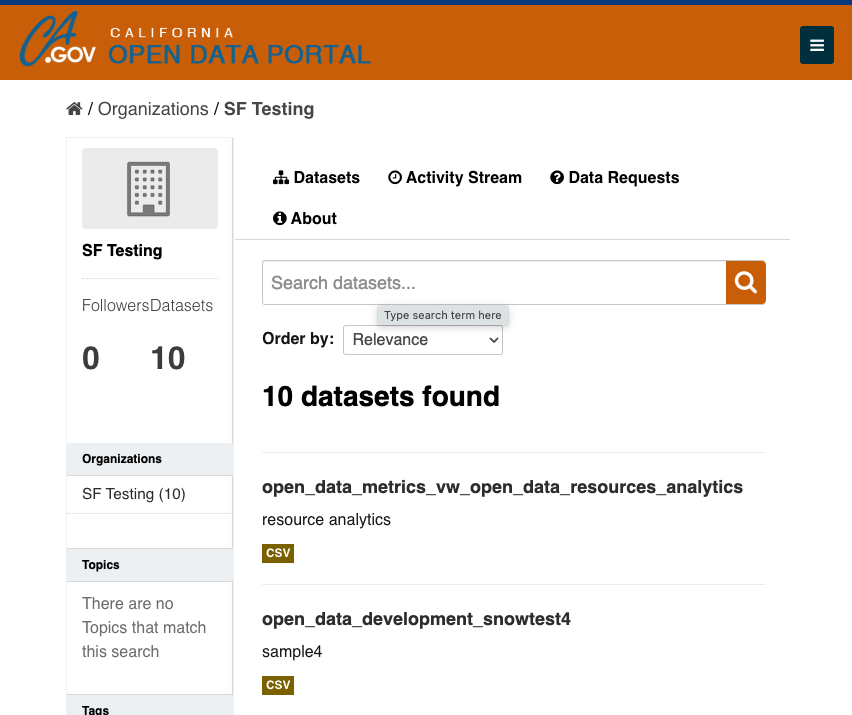 CA.GOV
CALIFORNIA
OPEN DATA PORTAL
/ Organizations / SF Testing
SF Testing
Followers Datasets
0 10
Organizations
SF Testing (10)
Topics
There are no
Topics that match
this search
Tags
Datasets Activity Stream Data Requests
About
Search datasets...
Type search term here
Order by: Relevance
10 datasets found
open_data_metrics_vw_open_data_resources_analytics
resource analytics
CSV
open_data_development_snowtest4
sample4
CSV